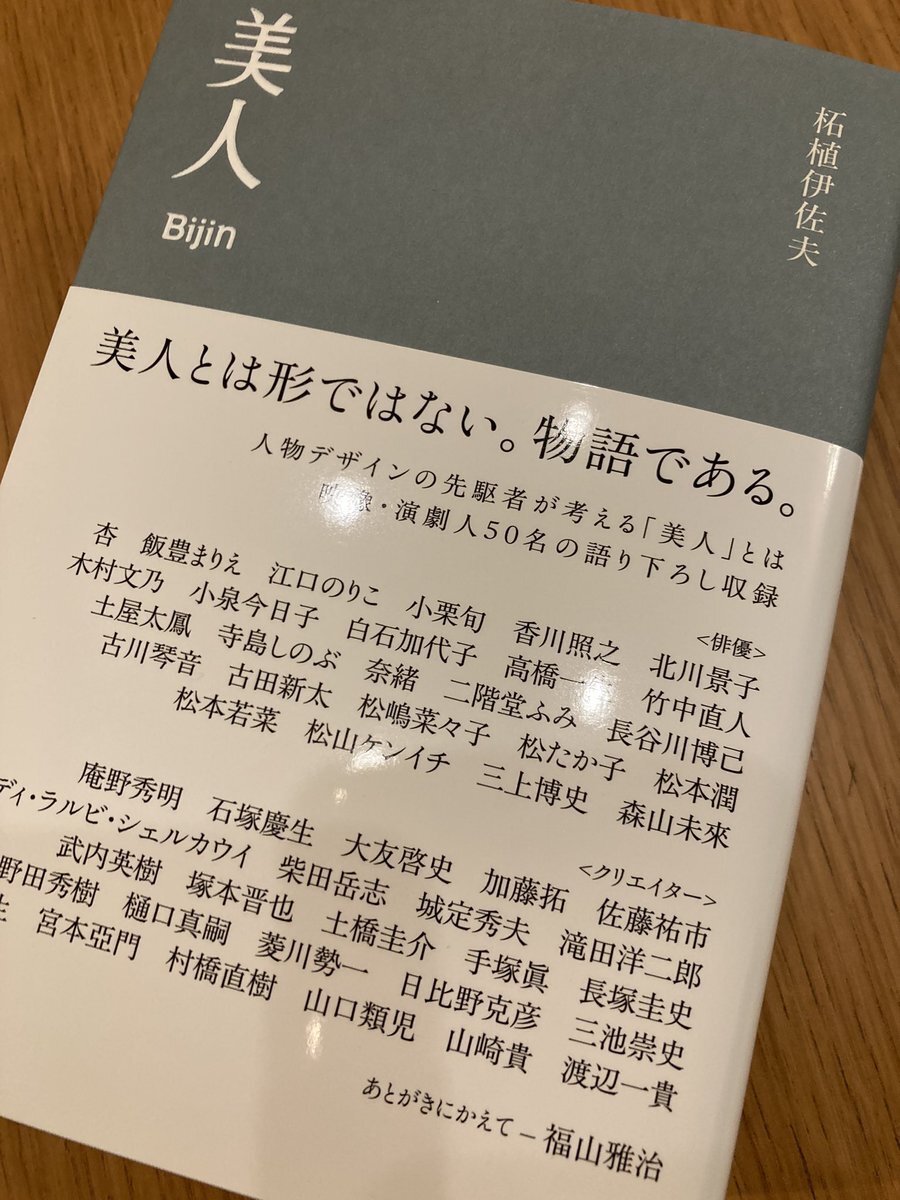 美人
Bijin
柘植伊佐夫
美人とは形ではない。物語である。
人物デザインの先駆者が考える「美人」とは
映像・演劇人50名の語り下ろし収録
<俳優>
杏 飯豊まりえ 江口のりこ 小栗旬 香川照之 北川景子
木村文乃 小泉今日子 白石加代子 高橋一 竹中直人
土屋太鳳 寺島しのぶ 奈緒 二階堂ふみ 長谷川博己
古川琴音 古田新太 松嶋菜々子 松たか子 松本潤
松本若菜 松山ケンイチ 三上博史 森山未來
<クリエイター>
庵野秀明 石塚慶生 大友啓史 加藤拓 佐藤祐市
ディ・ラルビ・シェルカウイ 柴田岳志 城定秀夫 滝田洋二郎
武内英樹 塚本晋也 土橋圭介 手塚眞 長塚圭史
野田秀樹 樋口真嗣 菱川勢一 日比野克彦 三池崇史
宮本亞門 村橋直樹 山口類児 山崎貴 渡辺一貴
あとがきにかえて – 福山雅治